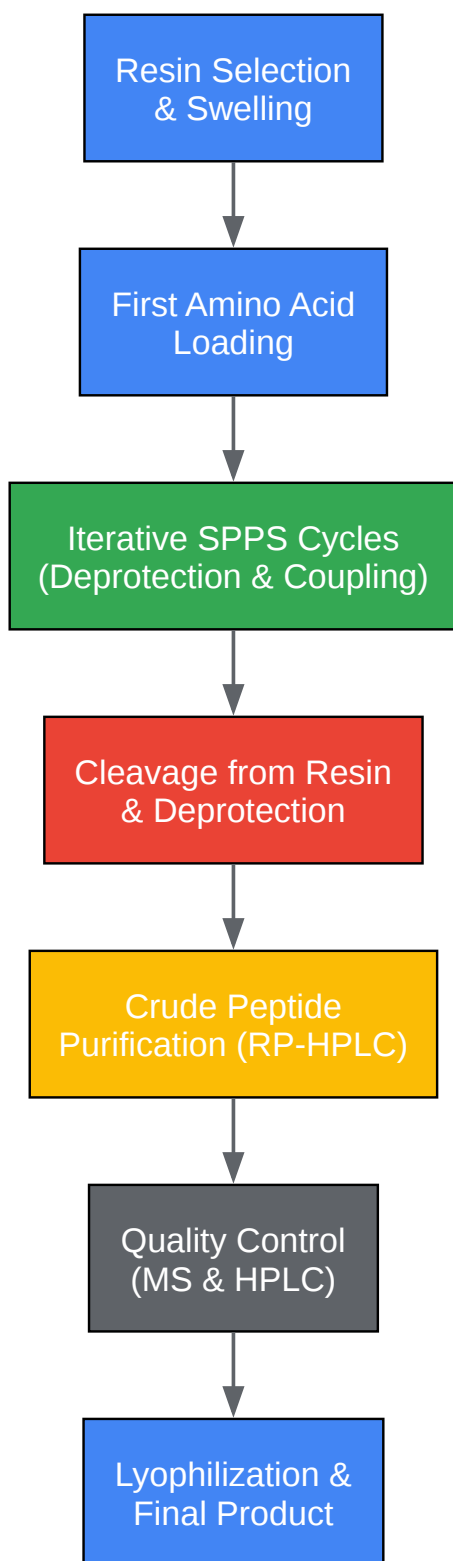 Resin Selection
& Swelling
First Amino Acid
Loading
Iterative SPPS Cycles
(Deprotection & Coupling)
Cleavage from Resin
& Deprotection
Crude Peptide
Purification (RP-HPLC)
Quality Control
(MS & HPLC)
Lyophilization &
Final Product